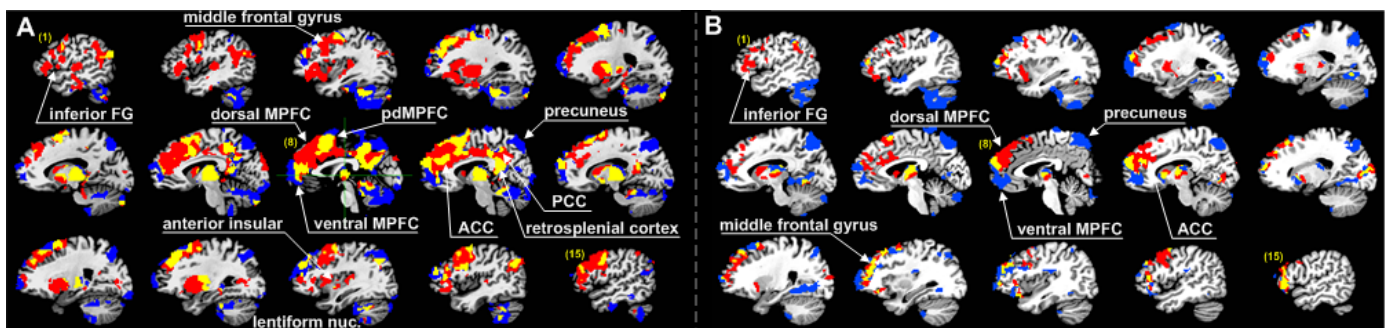 A
middle frontal gyrus
(1)
inferior FG
dorsal MPFC
pdMPFC
precuneus
(8)
anterior insular
ventral MPFC
ACC
PCC
retrosplenial cortex
(15)
lentiform nuc.
B
(1)
inferior FG
dorsal MPFC
precuneus
(8)
middle frontal gyrus
ventral MPFC
ACC
(15)